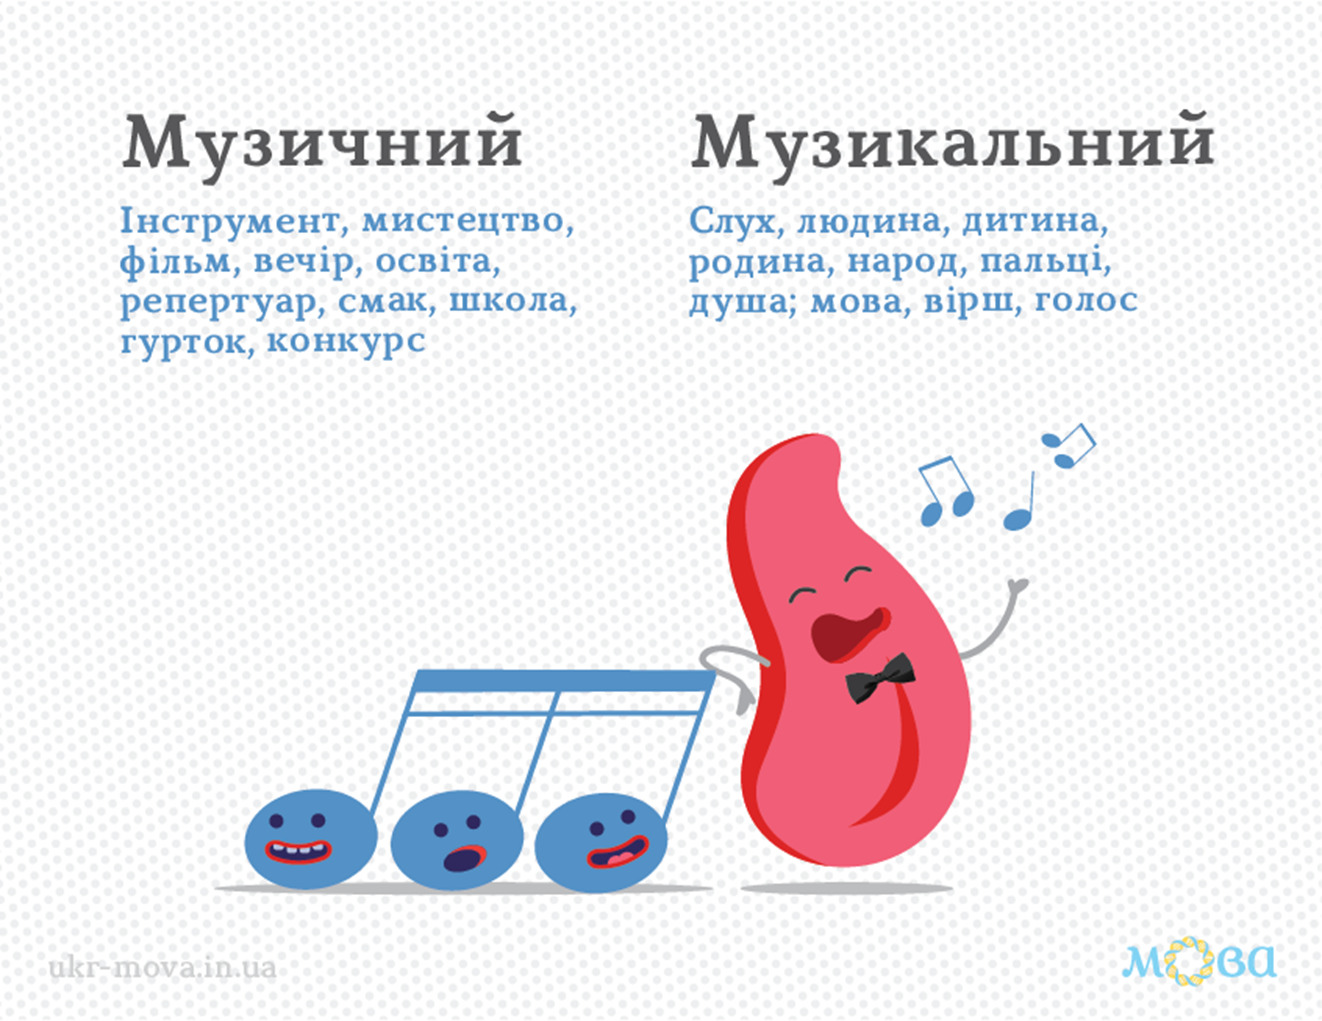 Музичний
Інструмент, мистецтво,
фільм, вечір, освіта,
репертуар, смак, школа,
гурток, конкурс
Музикальний
Слух, людина, дитина,
родина, народ, пальці,
душа; мова, вірш, голос
ukr-mova.in.ua
мова